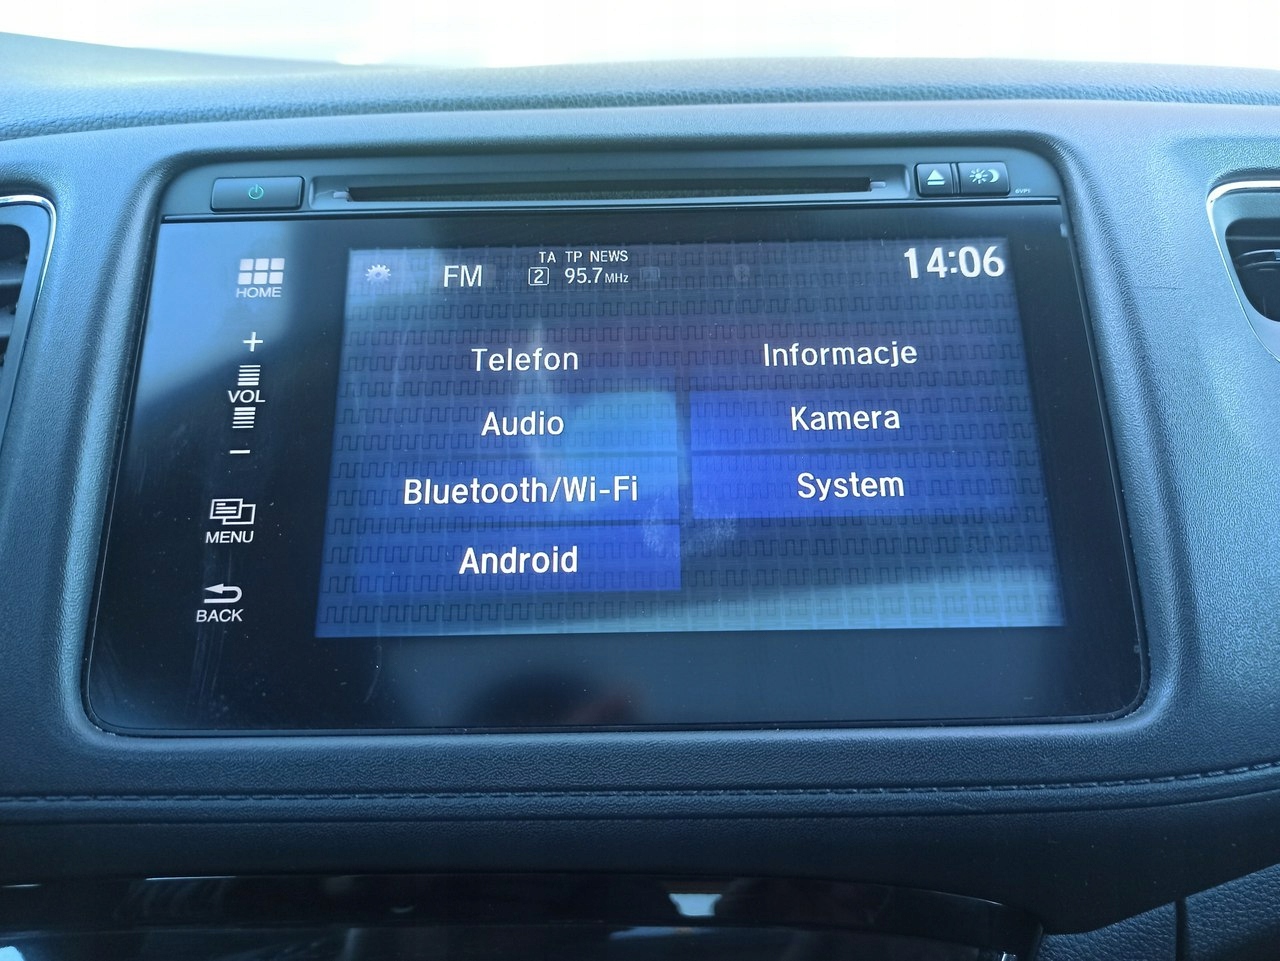 HOME
+
VOL
−
MENU
BACK
FM
TA TP NEWS
2 95.7MHz
14:06
Telefon
Informacje
Audio
Kamera
Bluetooth/Wi-Fi
System
Android